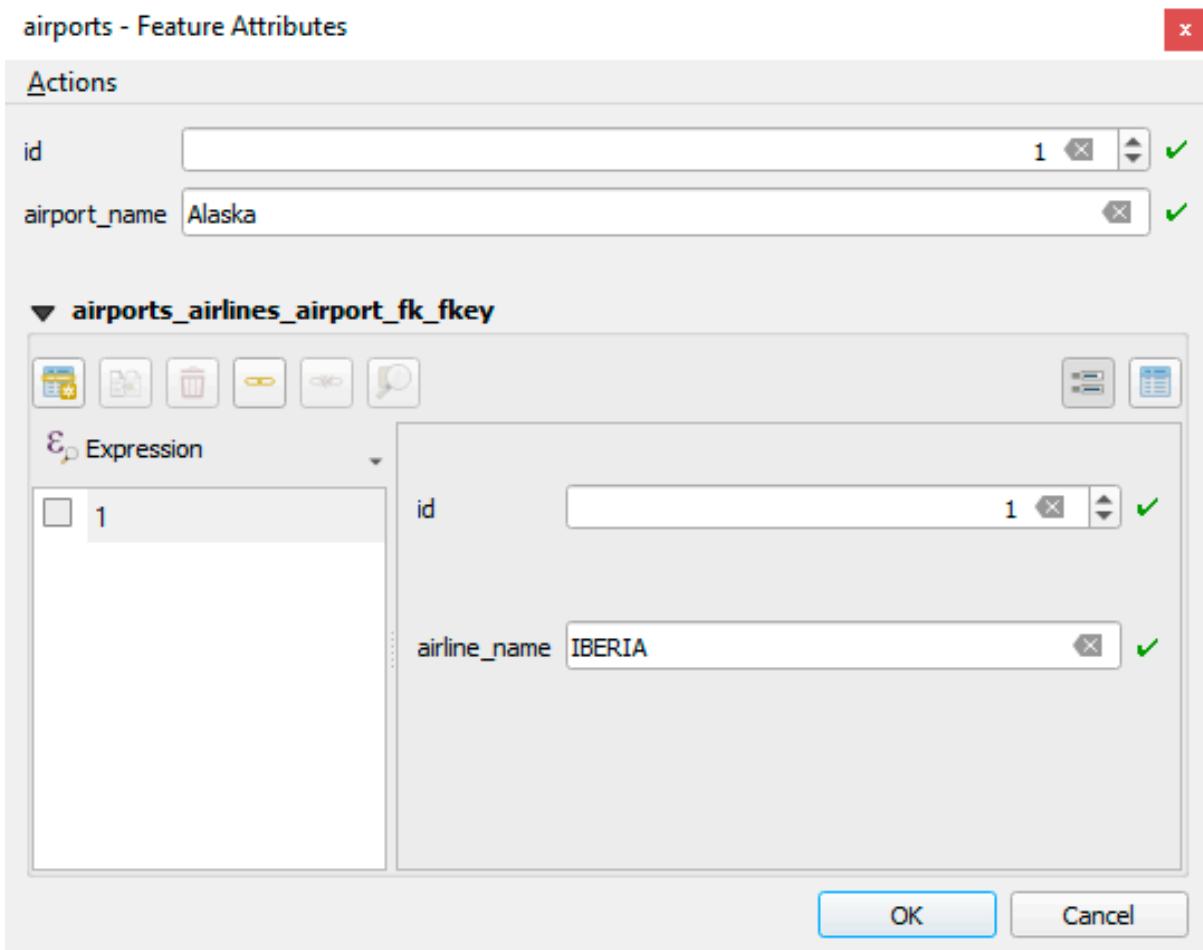 airports - Feature Attributes
x
Actions
id 1
airport_name Alaska
airports_airlines_airport_fk_fkey
ε Expression
1
id 1
airline_name IBERIA
OK Cancel